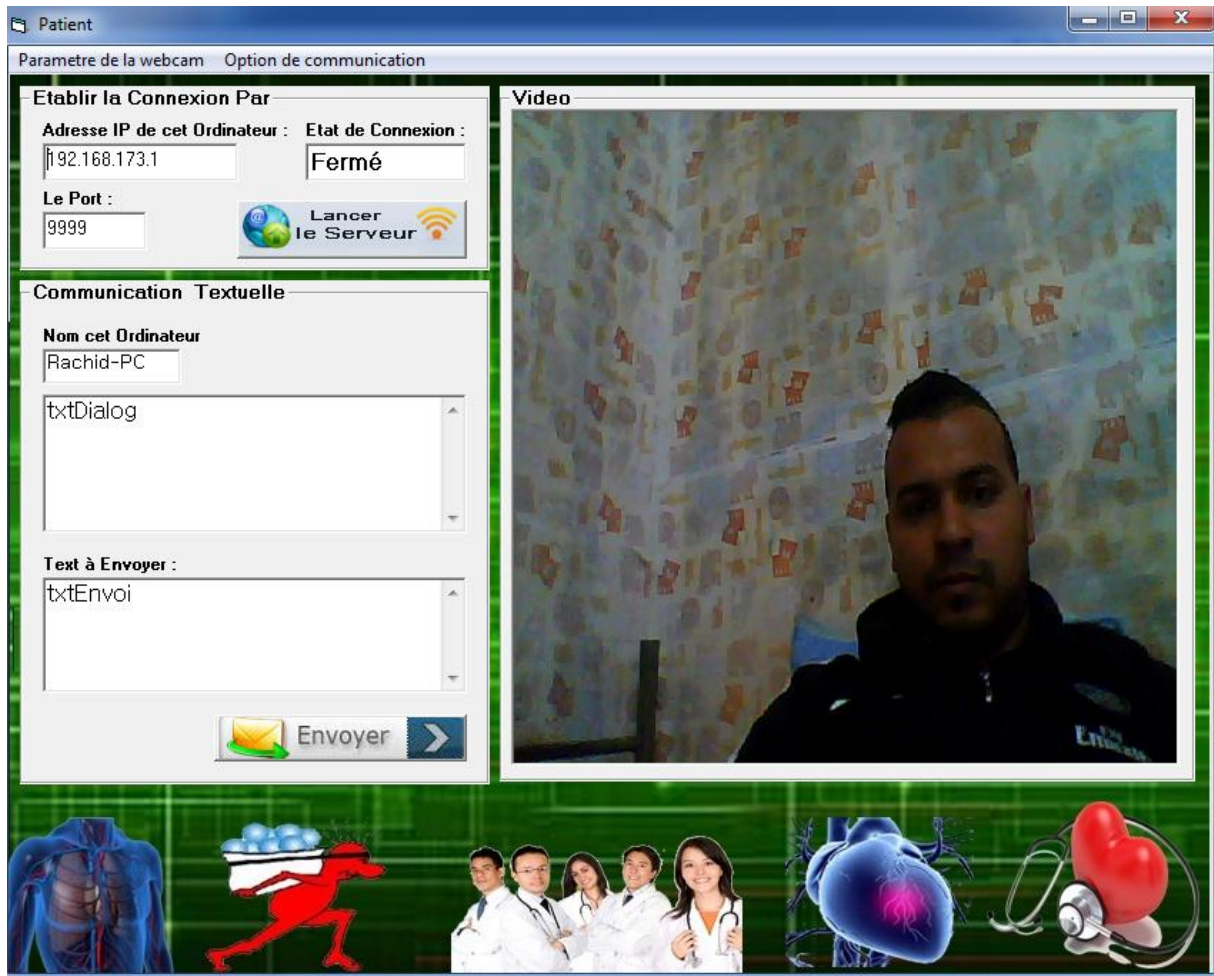 Patient
Parametre de la webcam Option de communication
Etablir la Connexion Par
Adresse IP de cet Ordinateur : Etat de Connexion :
192.168.173.1 Fermé
Le Port :
9999
Lancer
le Serveur
Communication Textuelle
Nom cet Ordinateur
Rachid-PC
txtDialog
Text à Envoyer :
txtEnvoi
Envoyer
Video
Fly